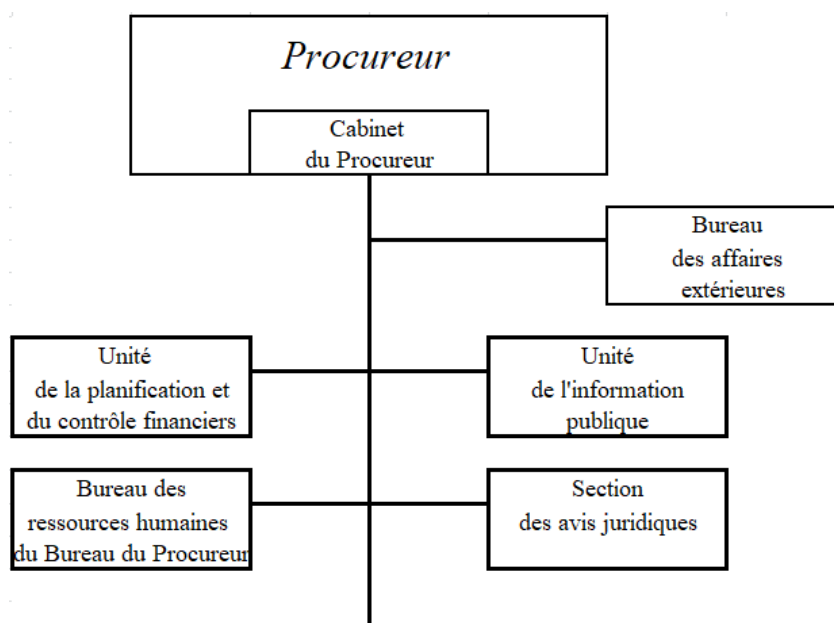 Procureur
Cabinet
du Procureur
Bureau
des affaires
extérieures
Unité
de la planification et
du contrôle financiers
Unité
de l'information
publique
Bureau des
ressources humaines
du Bureau du Procureur
Section
des avis juridiques